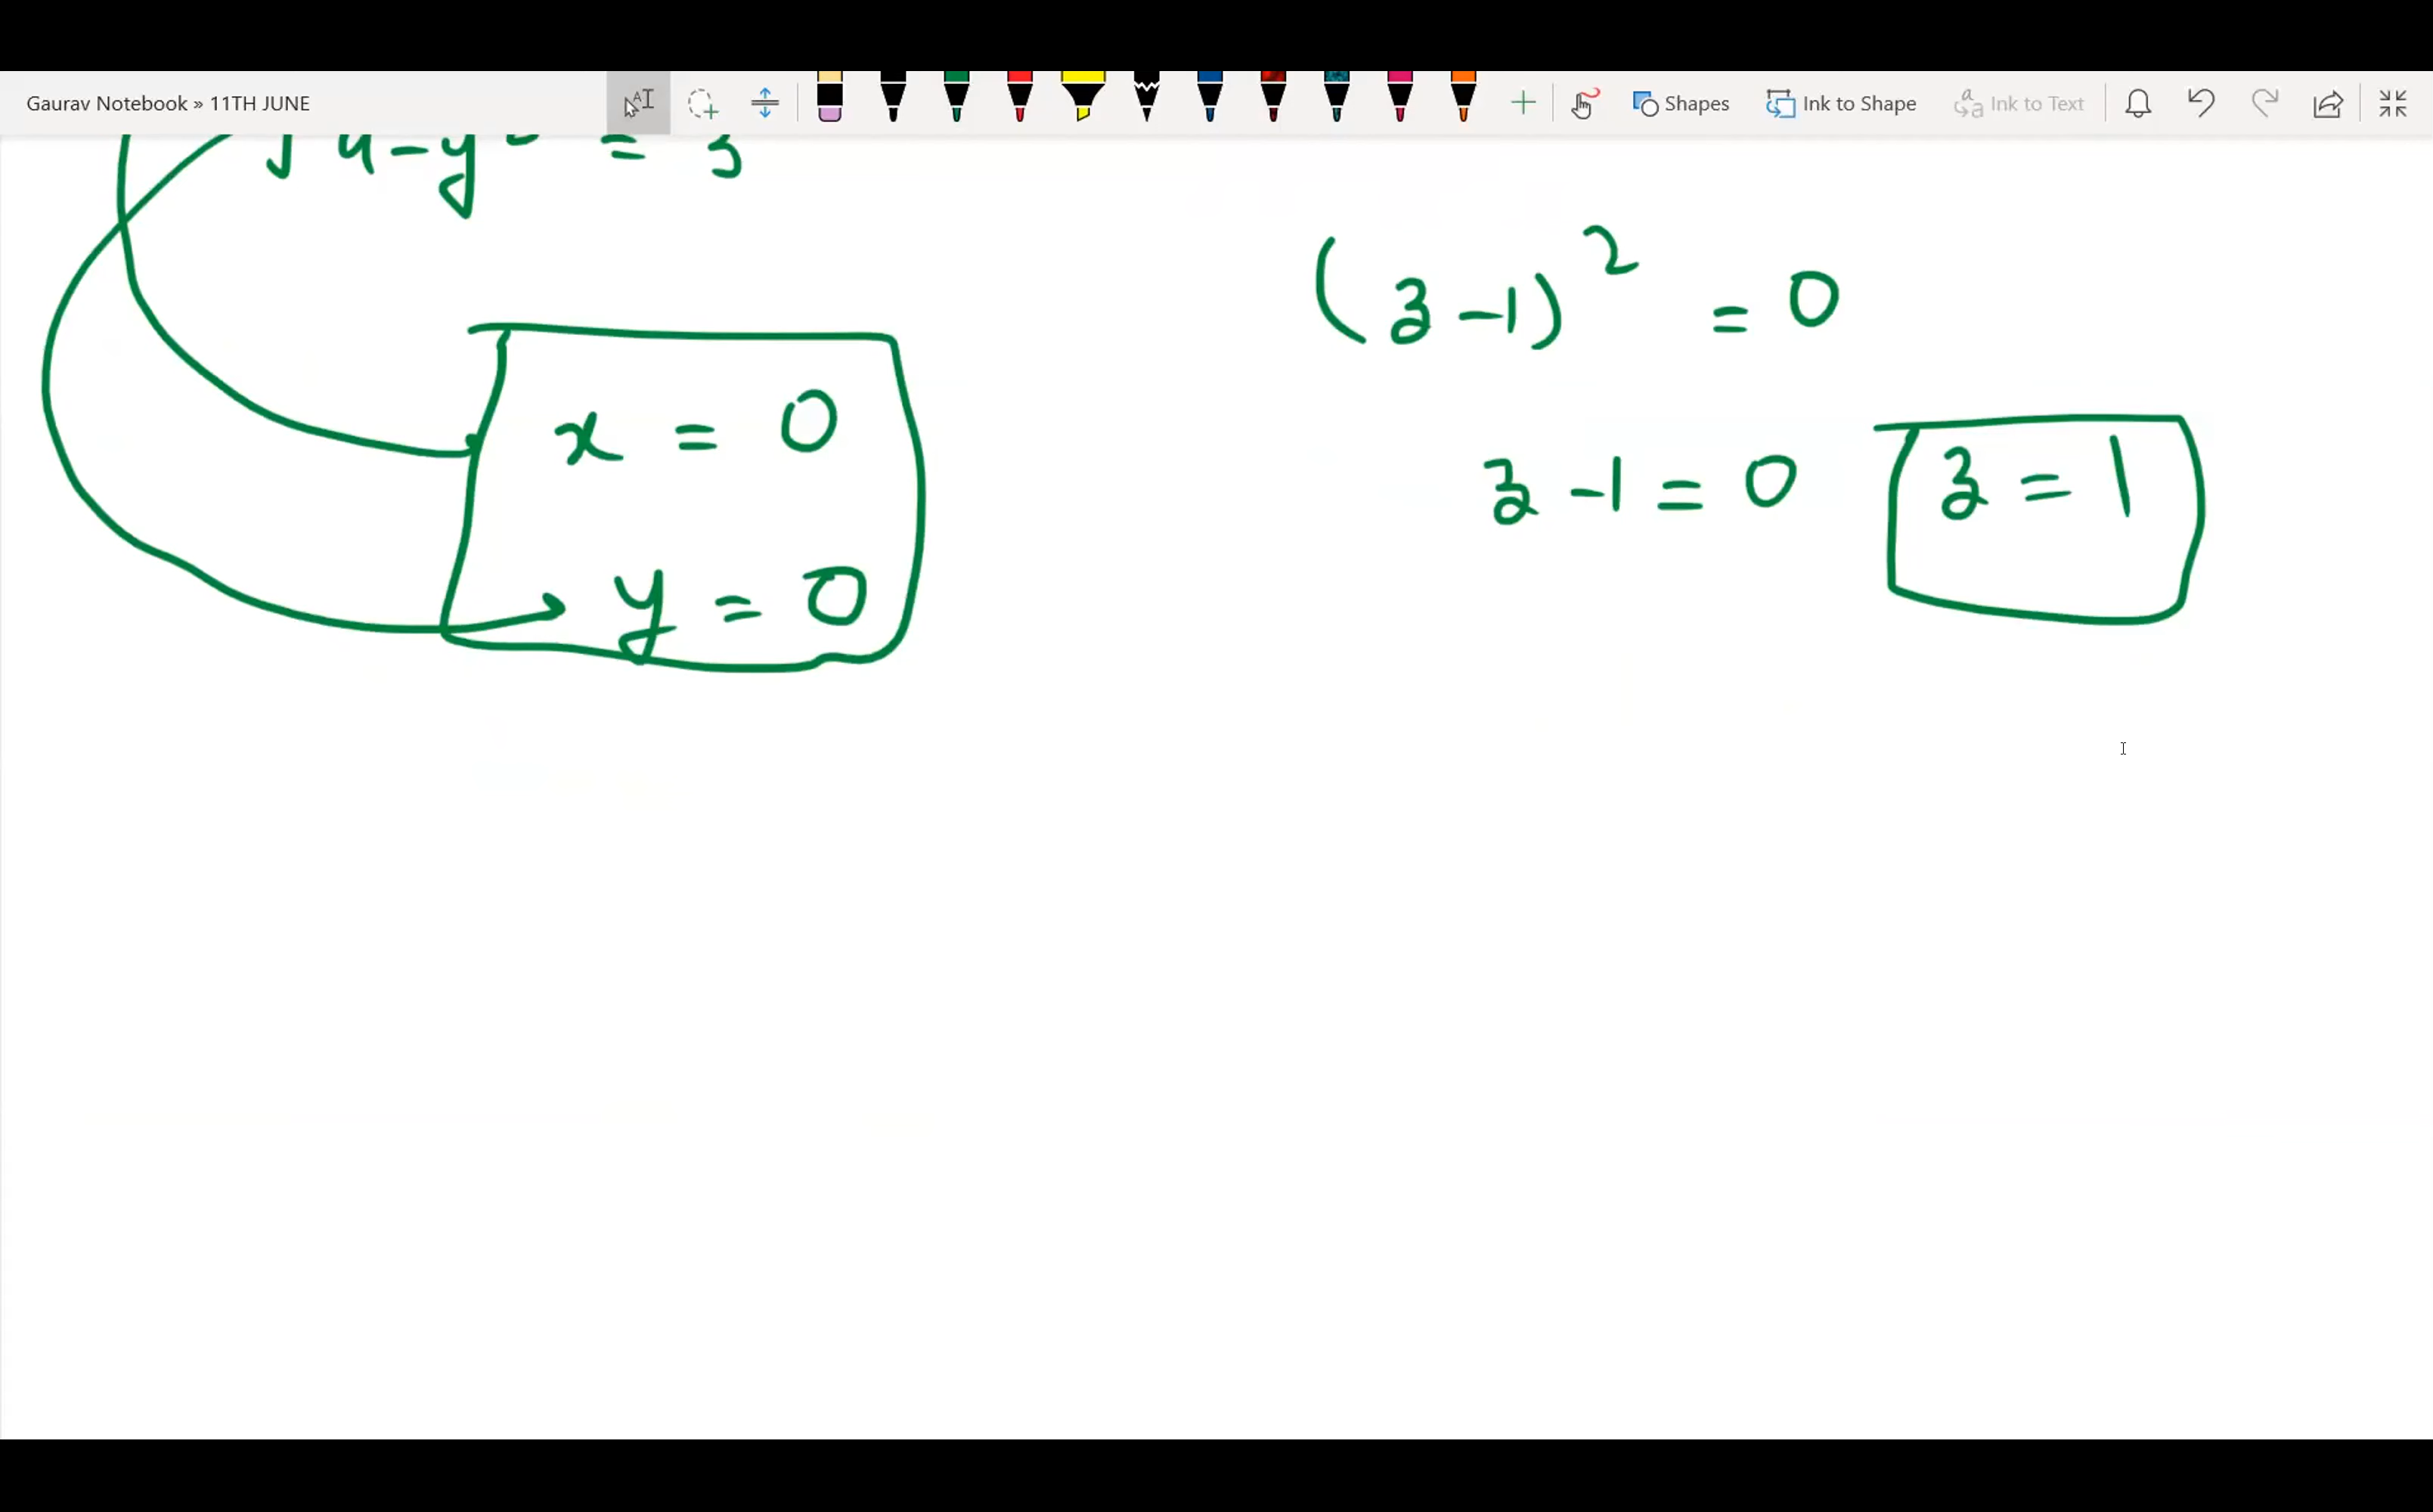 Gaurav Notebook » 11TH JUNE
Shapes
Ink to Shape
Ink to Text
(z-1)² = 0
x = 0
z -1 = 0
z = 1
y = 0